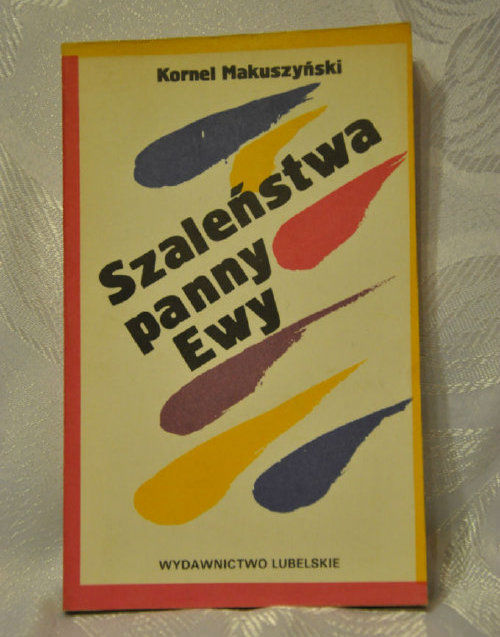 Kornel Makuszyński
Szaleństwa
panny
Ewy
WYDAWNICTWO LUBELSKIE